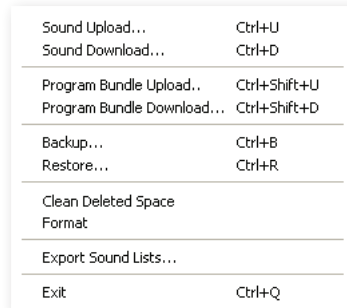 Sound Upload... Ctrl+U
Sound Download... Ctrl+D
Program Bundle Upload.. Ctrl+Shift+U
Program Bundle Download... Ctrl+Shift+D
Backup... Ctrl+B
Restore... Ctrl+R
Clean Deleted Space
Format
Export Sound Lists...
Exit Ctrl+Q